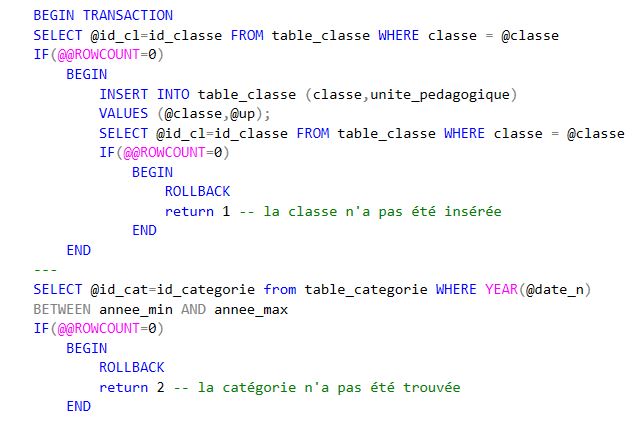 BEGIN TRANSACTION
SELECT @id_cl=id_classe FROM table_classe WHERE classe = @classe
IF(@@ROWCOUNT=0)
BEGIN
INSERT INTO table_classe (classe,unite_pedagogique)
VALUES (@classe,@up);
SELECT @id_cl=id_classe FROM table_classe WHERE classe = @classe
IF(@@ROWCOUNT=0)
BEGIN
ROLLBACK
return 1 -- la classe n'a pas été insérée
END
END
---
SELECT @id_cat=id_categorie from table_categorie WHERE YEAR(@date_n)
BETWEEN annee_min AND annee_max
IF(@@ROWCOUNT=0)
BEGIN
ROLLBACK
return 2 -- la catégorie n'a pas été trouvée
END